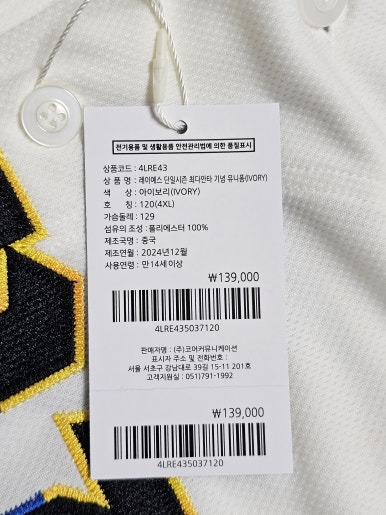 전기용품 및 생활용품 안전관리법에 의한 품질표시
상품코드 : 4LRE43
상 품 명 : 레이예스 단일시즌 최다안타 기념 유니폼(IVORY)
색 상 : 아이보리(IVORY)
호 칭 : 120(4XL)
가슴둘레 : 129
섬유의 조성 : 폴리에스터 100%
제조국명 : 중국
제조연월 : 2024년12월
사용연령 : 만14세이상
₩139,000
4LRE435037120
판매자명 : (주)코어커뮤니케이션
표시자 주소 및 전화번호 :
서울 서초구 강남대로 39길 15-11 201호
고객지원실 : 051)791-1992
₩139,000
4LRE435037120